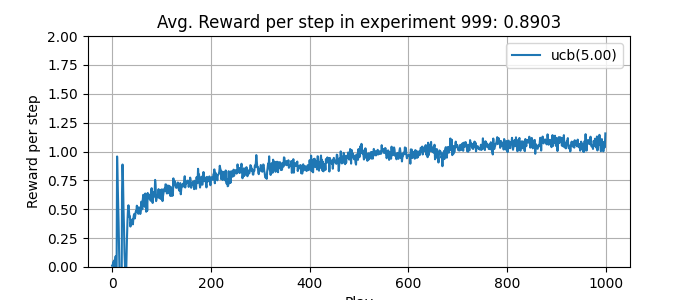 Avg. Reward per step in experiment 999: 0.8903
2.00
1.75
1.50
1.25
1.00
0.75
0.50
0.25
0.00
Reward per step
ucb(5.00)
0 200 400 600 800 1000
Play